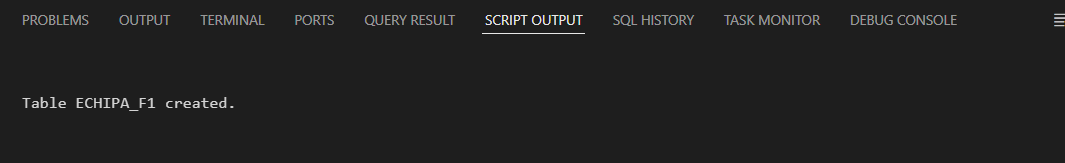 PROBLEMS OUTPUT TERMINAL PORTS QUERY RESULT SCRIPT OUTPUT SQL HISTORY TASK MONITOR DEBUG CONSOLE
Table ECHIPA_F1 created.